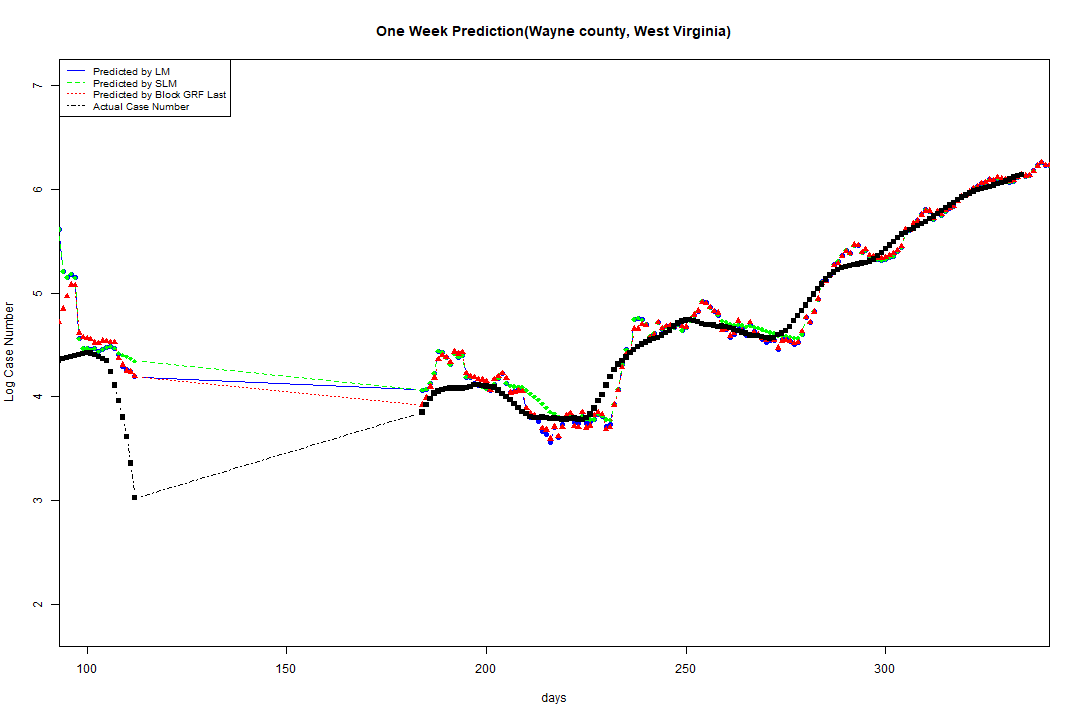 One Week Prediction(Wayne county, West Virginia)
Predicted by LM
Predicted by SLM
Predicted by Block GRF Last
Actual Case Number
Log Case Number
7
6
5
4
3
2
100 150 200 250 300
days